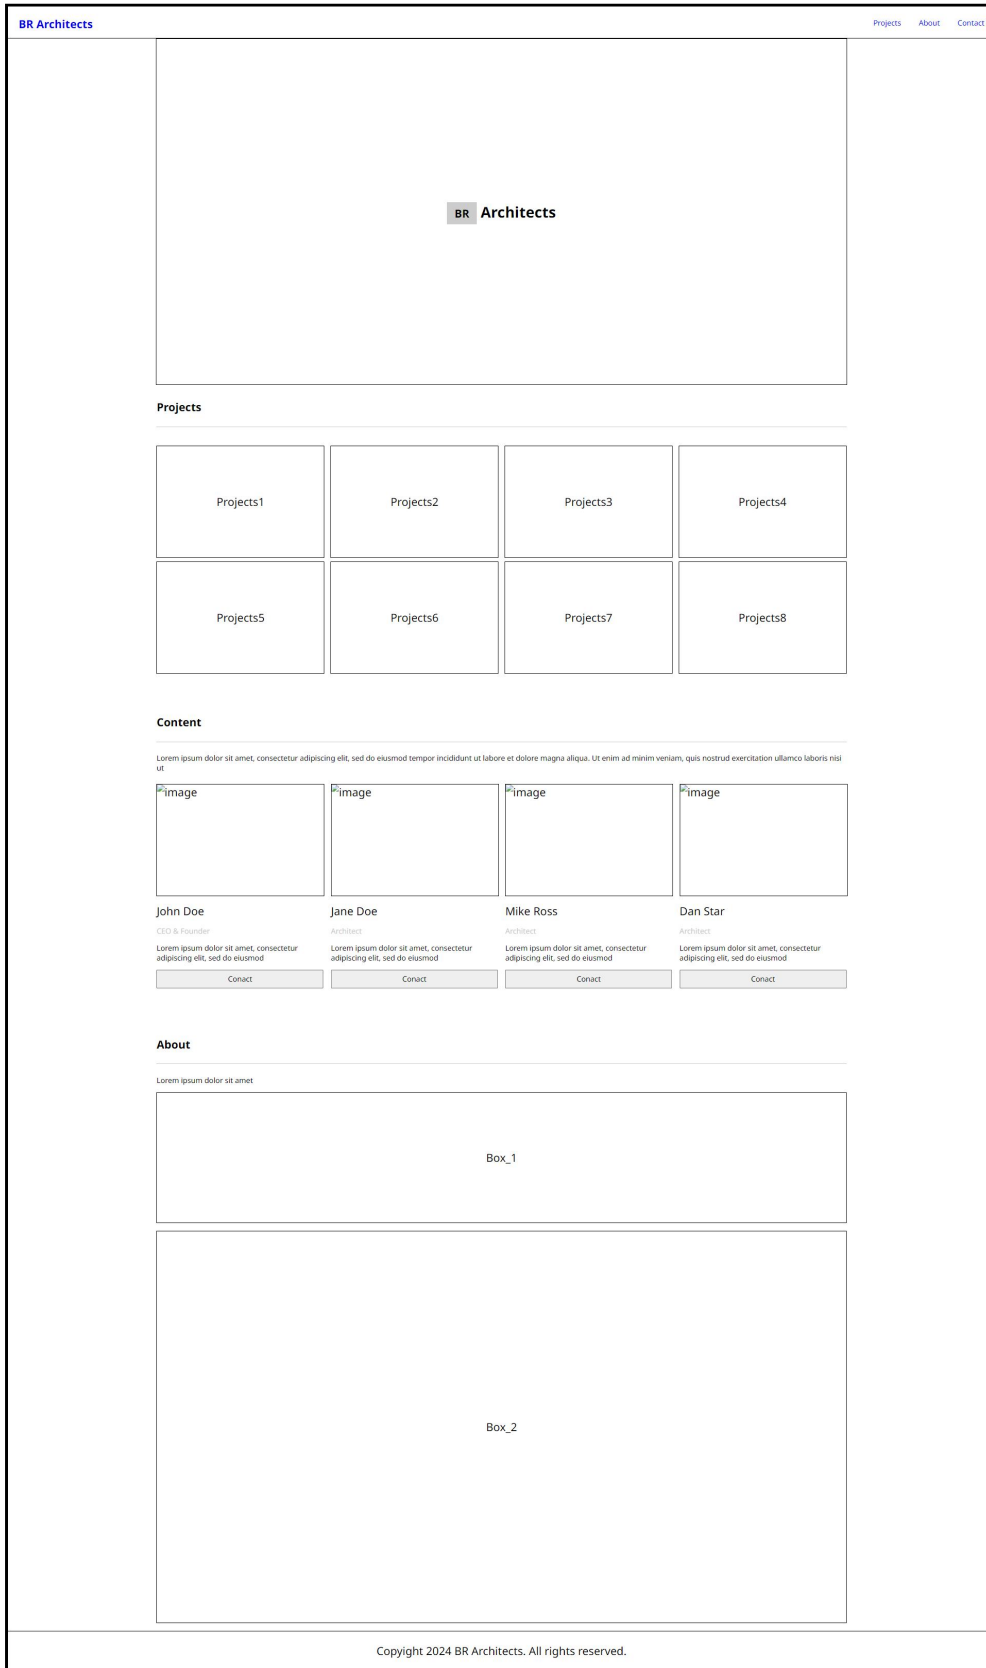 BR Architects
Projects About Contact
BR Architects
Projects
Projects1 Projects2 Projects3 Projects4
Projects5 Projects6 Projects7 Projects8
Content
Lorem ipsum dolor sit amet, consectetur adipiscing elit, sed do eiusmod tempor incididunt ut labore et dolore magna aliqua. Ut enim ad minim veniam, quis nostrud exercitation ullamco laboris nisi
ut
image image image image
John Doe
CEO & Founder
Lorem ipsum dolor sit amet, consectetur
adipiscing elit, sed do eiusmod
Conact
Jane Doe
Architect
Lorem ipsum dolor sit amet, consectetur
adipiscing elit, sed do eiusmod
Conact
Mike Ross
Architect
Lorem ipsum dolor sit amet, consectetur
adipiscing elit, sed do eiusmod
Conact
Dan Star
Architect
Lorem ipsum dolor sit amet, consectetur
adipiscing elit, sed do eiusmod
Conact
About
Lorem ipsum dolor sit amet
Box_1
Box_2
Copyight 2024 BR Architects. All rights reserved.